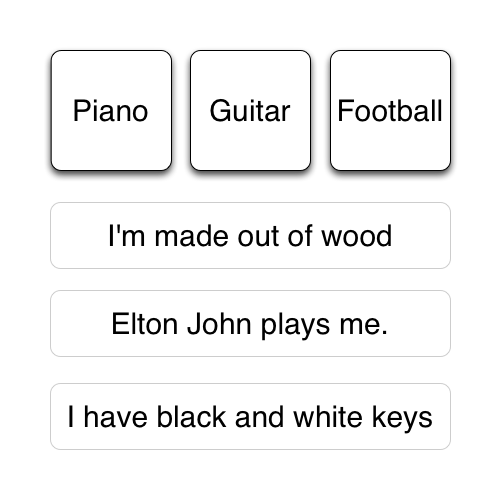 Piano Guitar Football
I'm made out of wood
Elton John plays me.
I have black and white keys